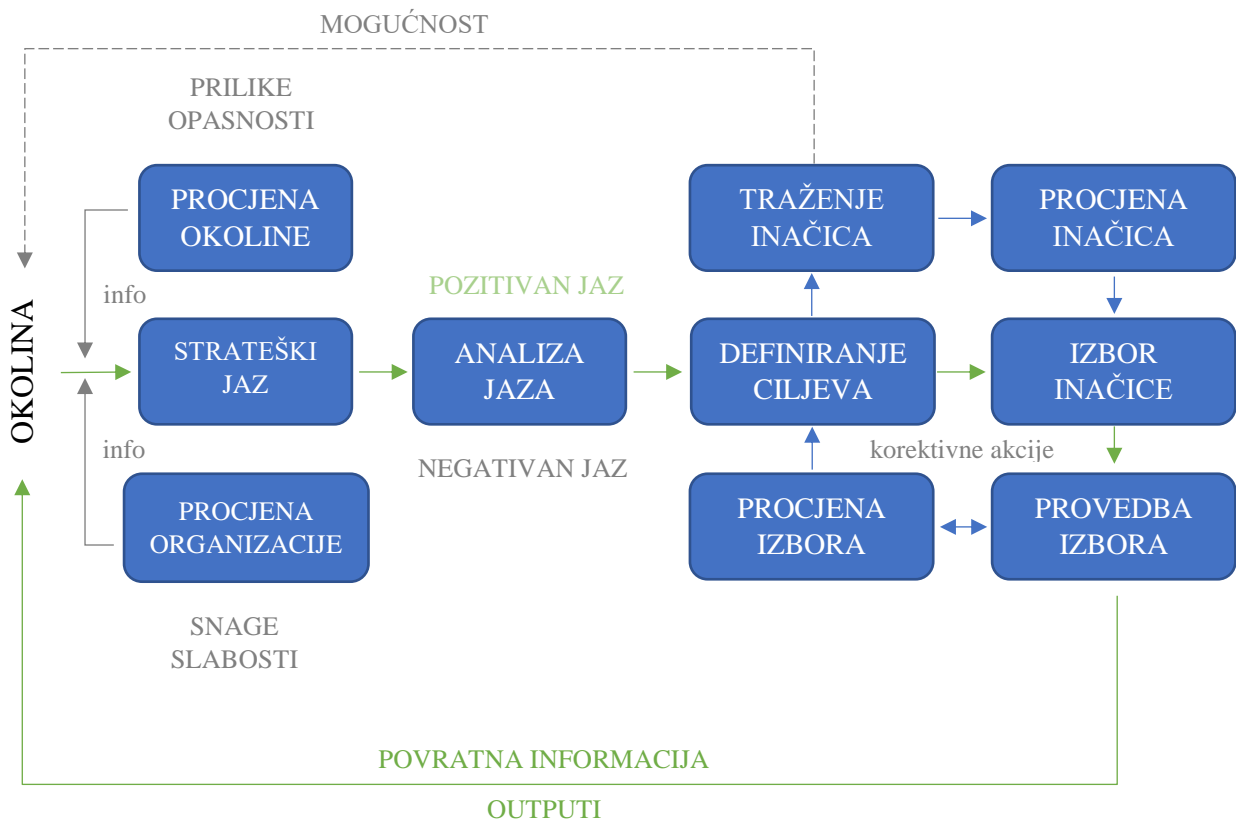 MOGUĆNOST
PRILIKE
OPASNOSTI
PROCJENA
OKOLINE
TRAŽENJE
INAČICA
PROCJENA
INAČICA
info
POZITIVAN JAZ
OKOLINA
STRATEŠKI
JAZ
ANALIZA
JAZA
DEFINIRANJE
CILJEVA
IZBOR
INAČICE
info
NEGATIVAN JAZ
korektivne akcije
PROCJENA
ORGANIZACIJE
PROCJENA
IZBORA
PROVEDBA
IZBORA
SNAGE
SLABOSTI
POVRATNA INFORMACIJA
OUTPUTI